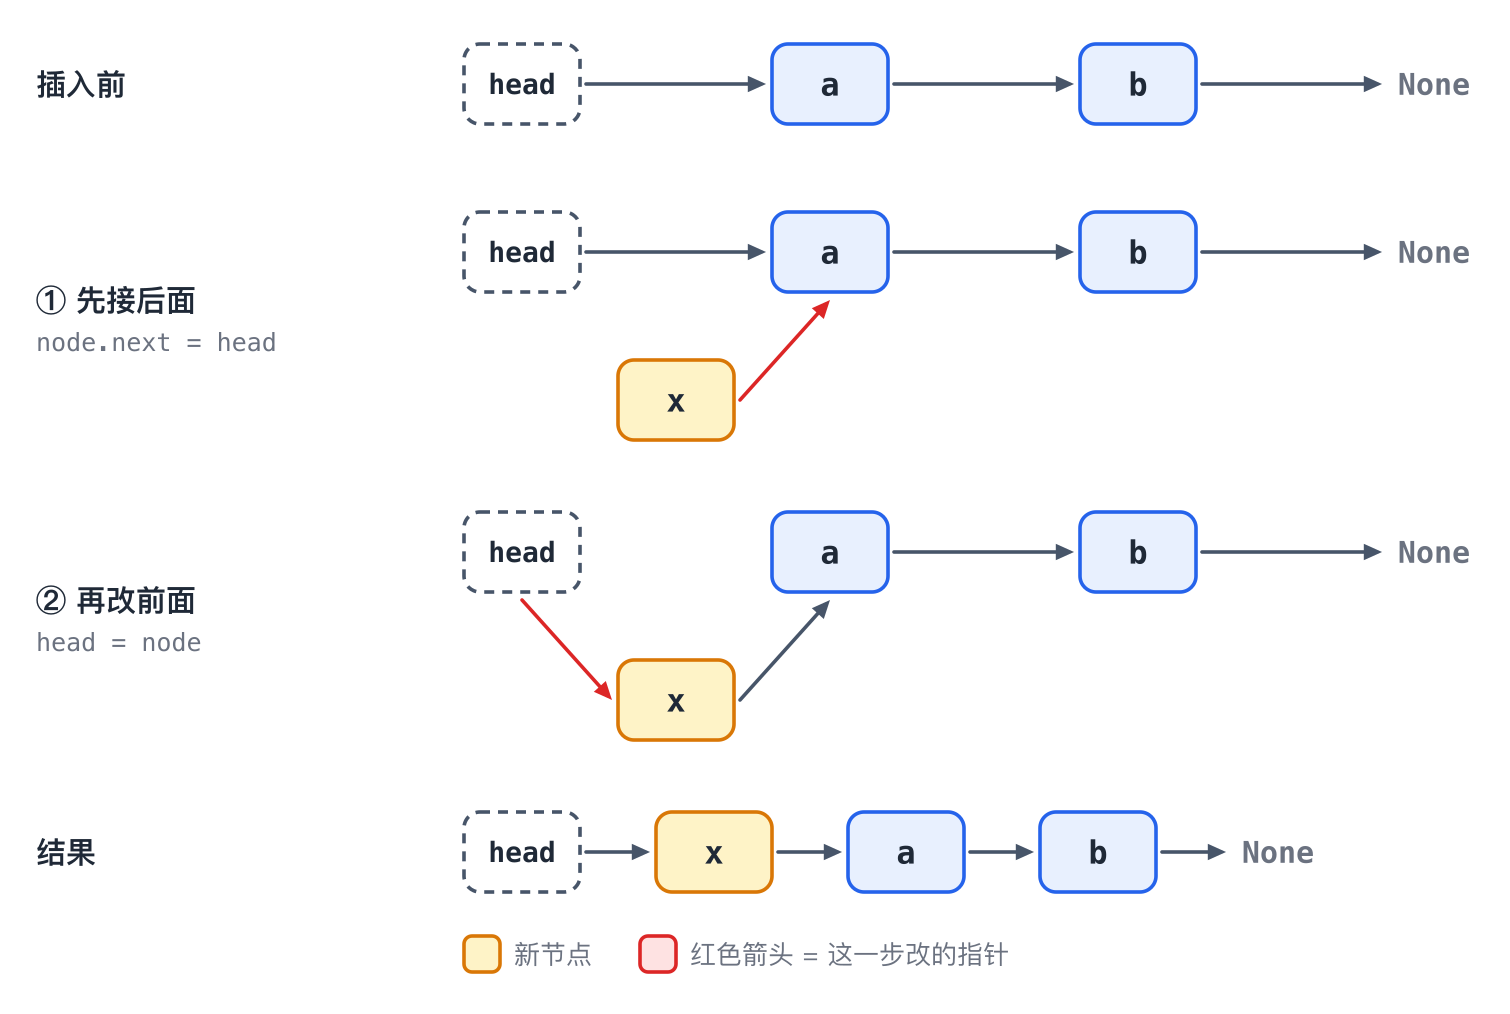 插入前
head a b None
① 先接后面
node.next = head
head a b None
x
② 再改前面
head = node
head a b None
x
结果
head x a b None
新节点 红色箭头 = 这一步改的指针